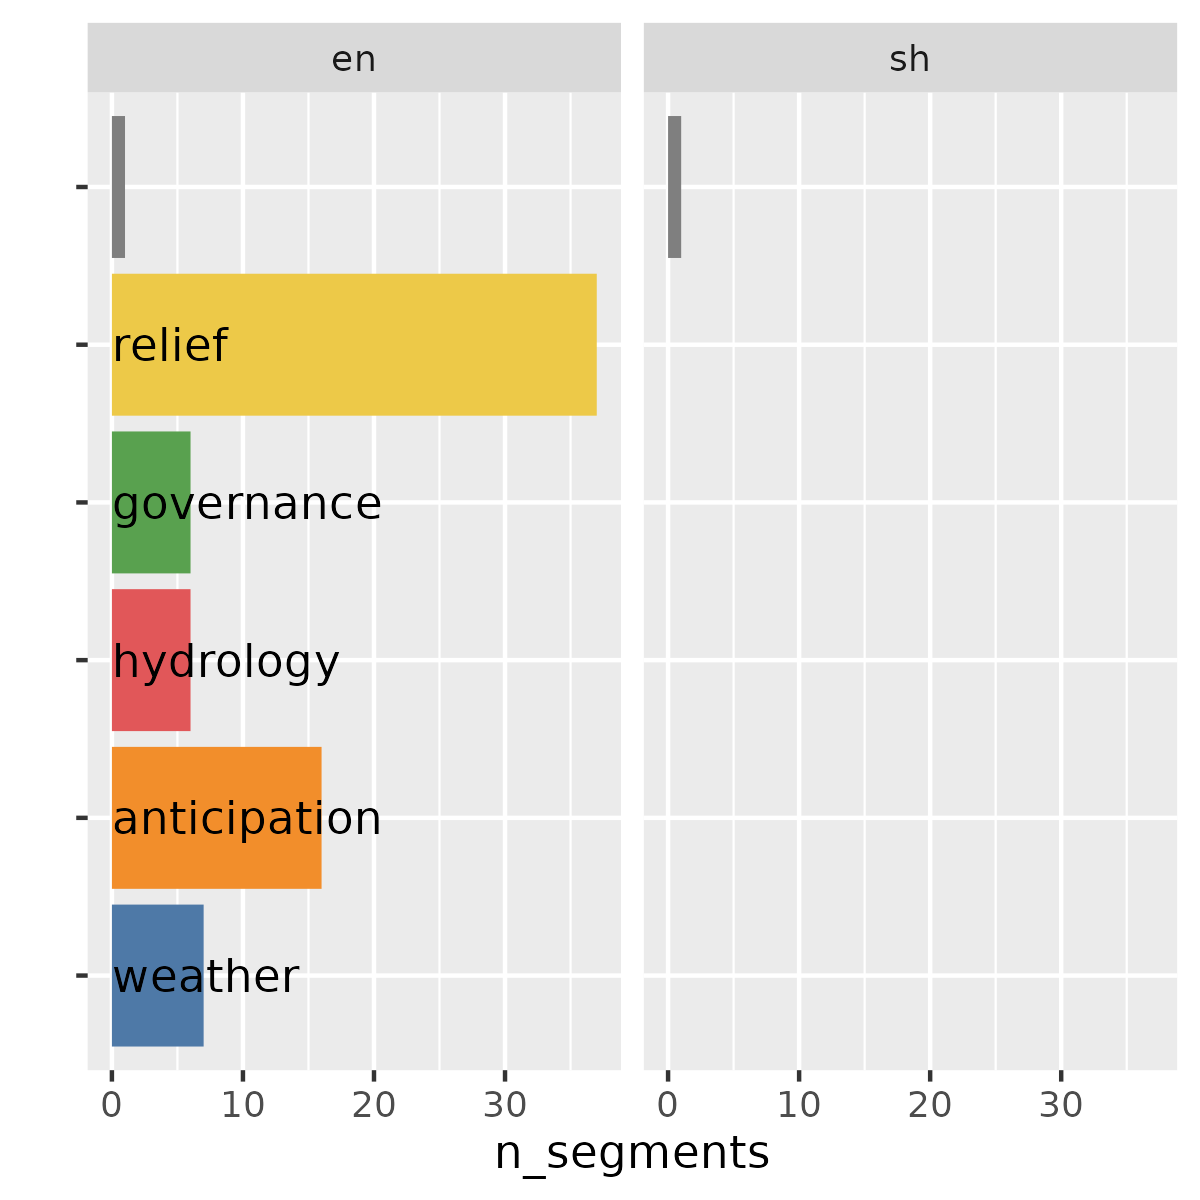 en
sh
relief
governance
hydrology
anticipation
weather
0 10 20 30
0 10 20 30
n_segments